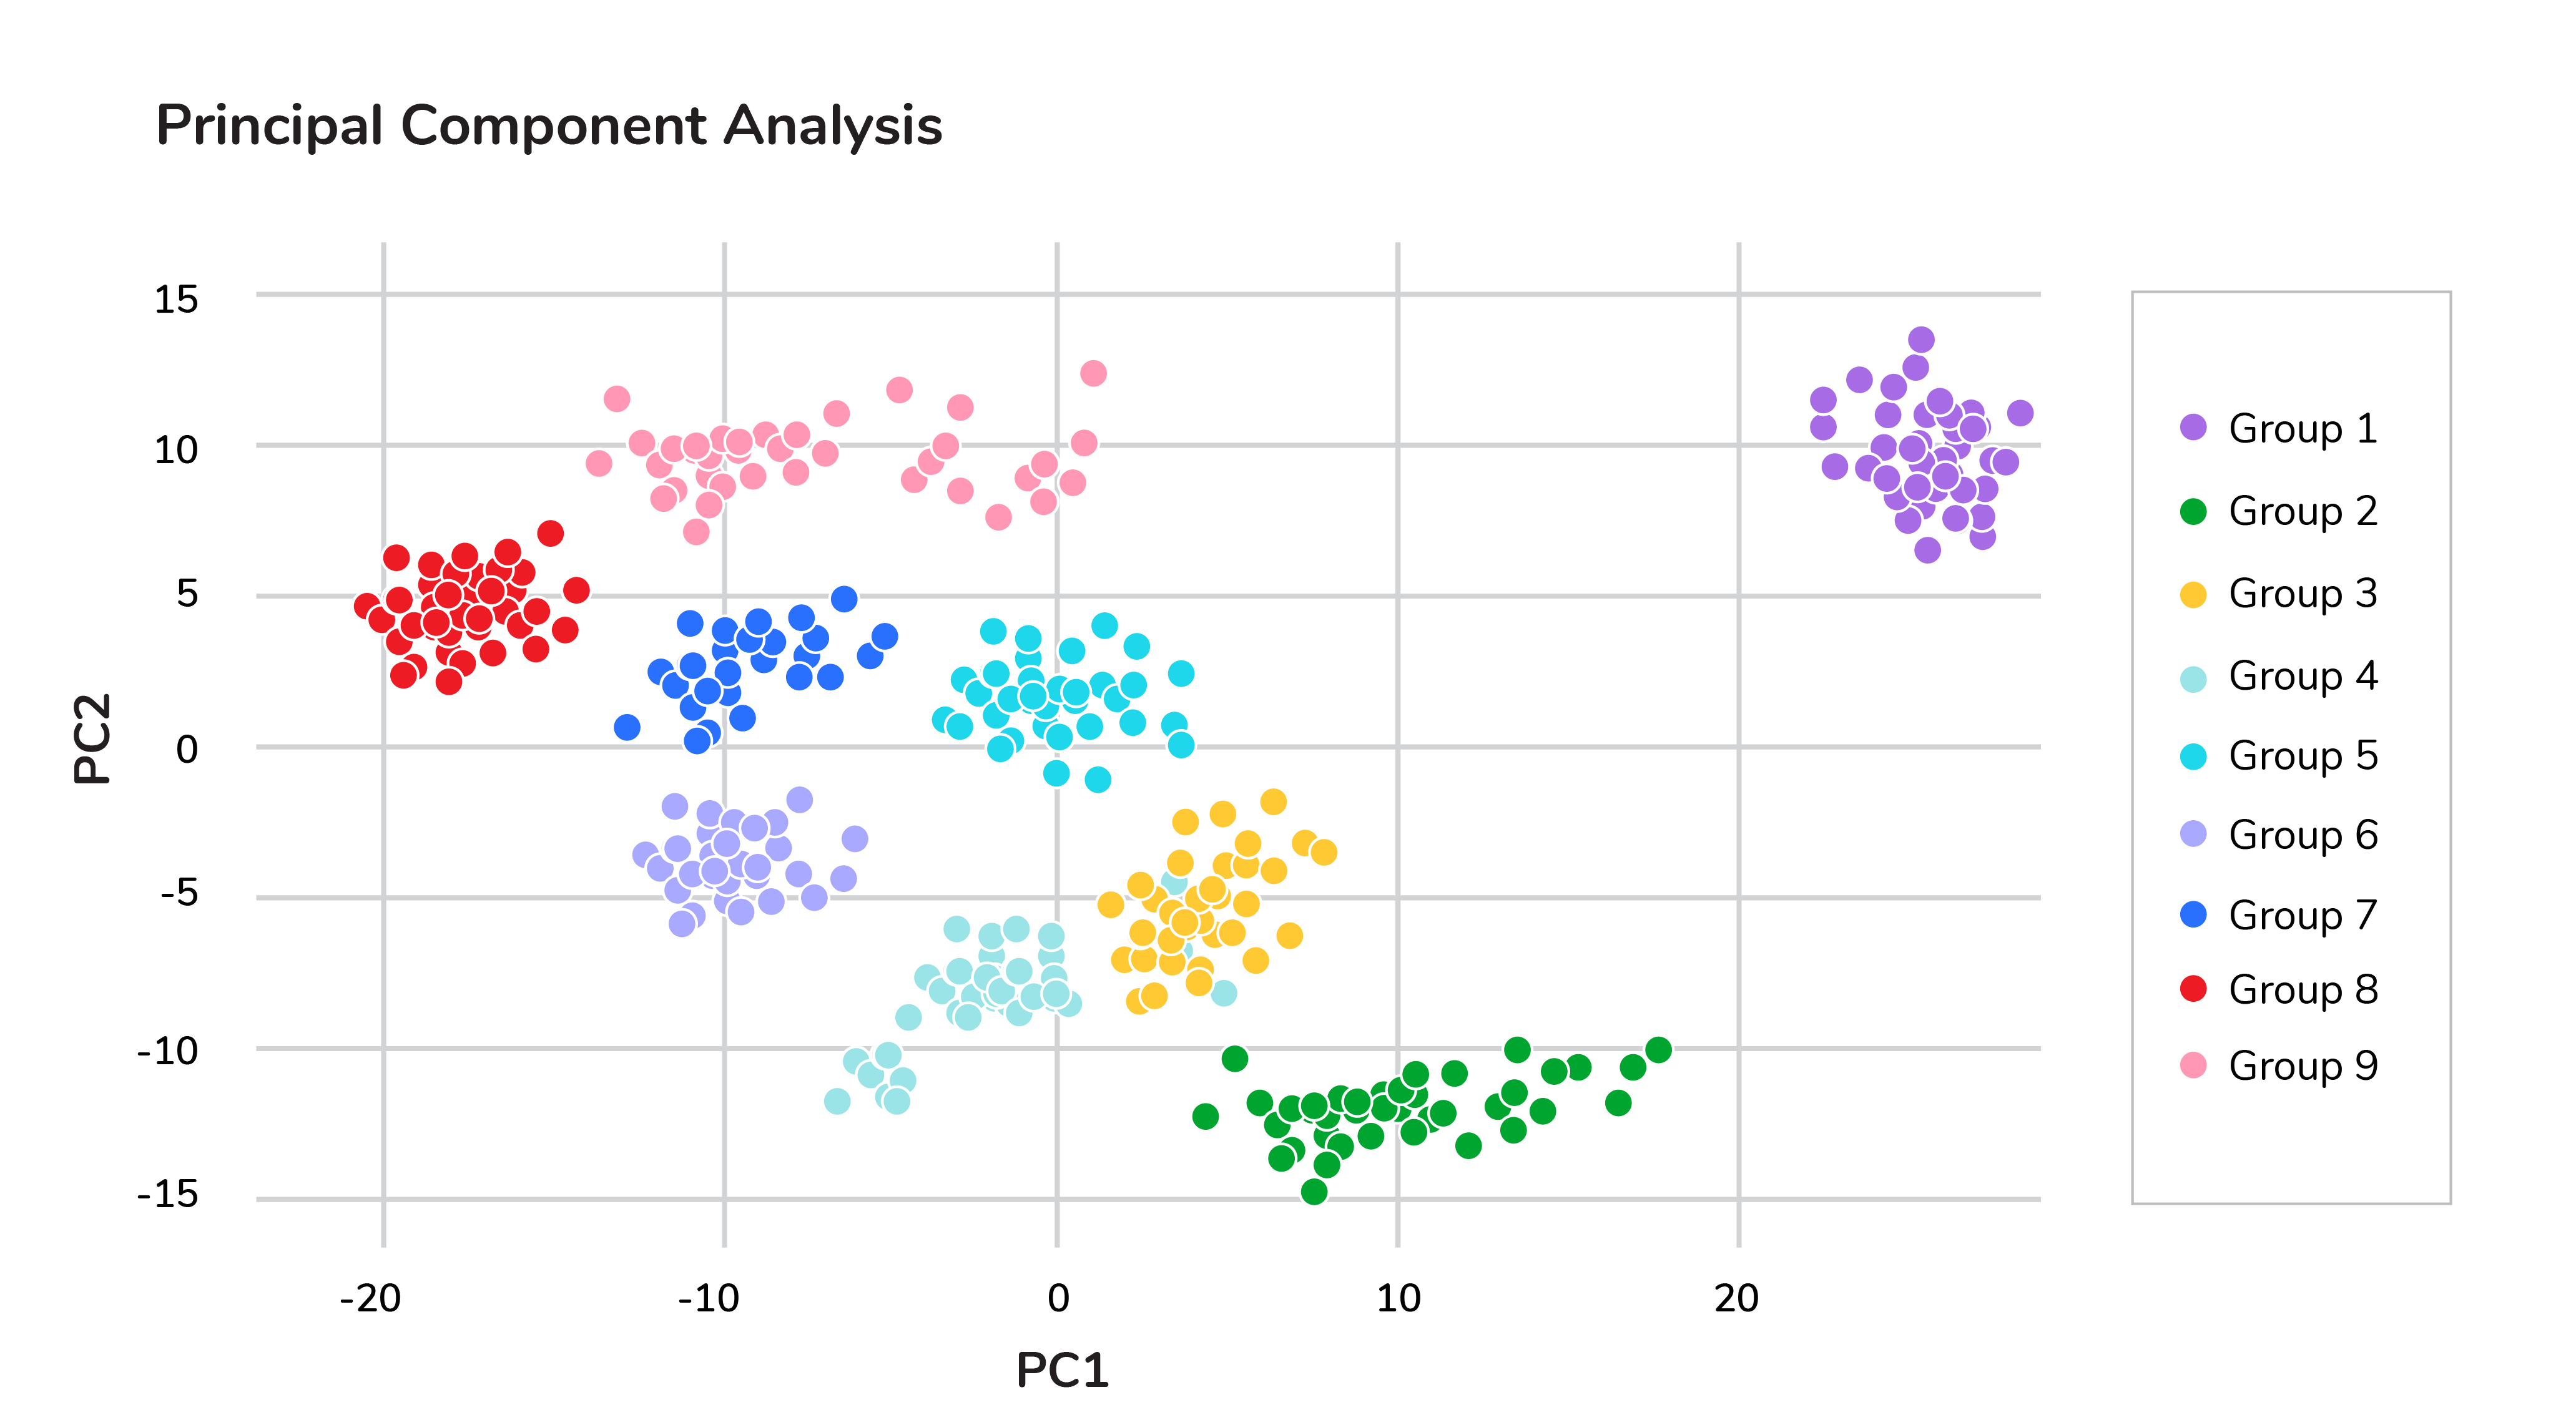 Principal Component Analysis
15
10
5
0
-5
-10
-15
PC2
-20
-10
0
10
20
PC1
Group 1
Group 2
Group 3
Group 4
Group 5
Group 6
Group 7
Group 8
Group 9